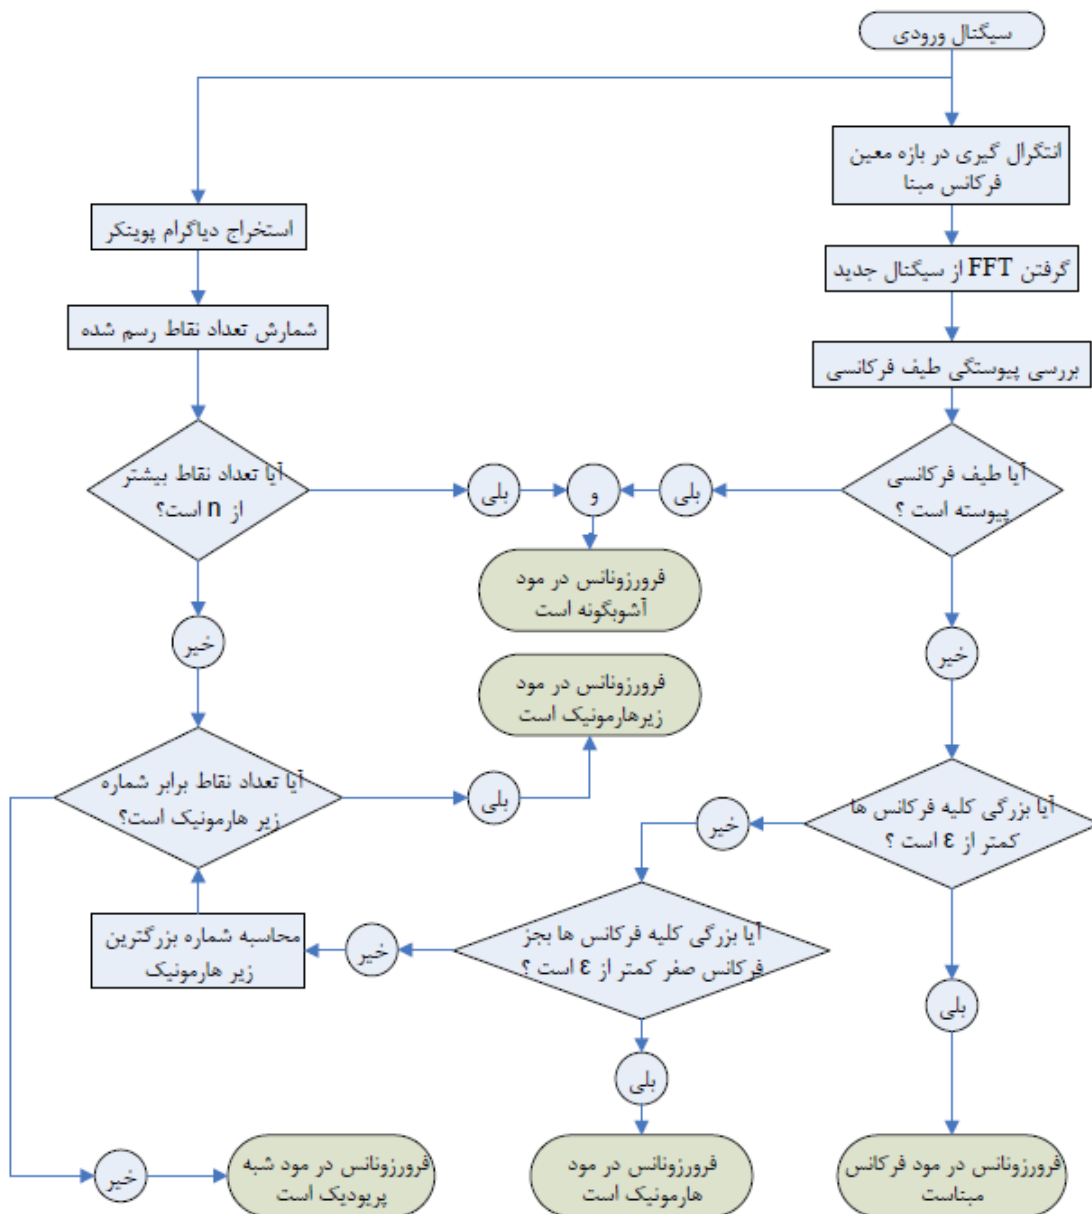 سیگنال ورودی
انتگرال گیری در بازه معین
فرکانس مبنا
استخراج دیاگرام پوینکر
گرفتن FFT از سیگنال جدید
شمارش تعداد نقاط رسم شده
بررسی پیوستگی طیف فرکانسی
آیا طیف فرکانسی
پیوسته است ؟
بلی
و
بلی
آیا تعداد نقاط بیشتر
از n است؟
فرورزونانس در مود
آشوبگونه است
خیر
خیر
فرورزونانس در مود
زیرهارمونیک است
آیا تعداد نقاط برابر شماره
زیر هارمونیک است؟
بلی
آیا بزرگی کلیه فرکانس ها
کمتر از ε است ؟
خیر
آیا بزرگی کلیه فرکانس ها بجز
فرکانس صفر کمتر از ε است ؟
خیر
محاسبه شماره بزرگترین
زیر هارمونیک
بلی
بلی
فرورزونانس در مود فرکانس
مبناست
فرورزونانس در مود
هارمونیک است
فرورزونانس در مود شبه
پریودیک است
خیر